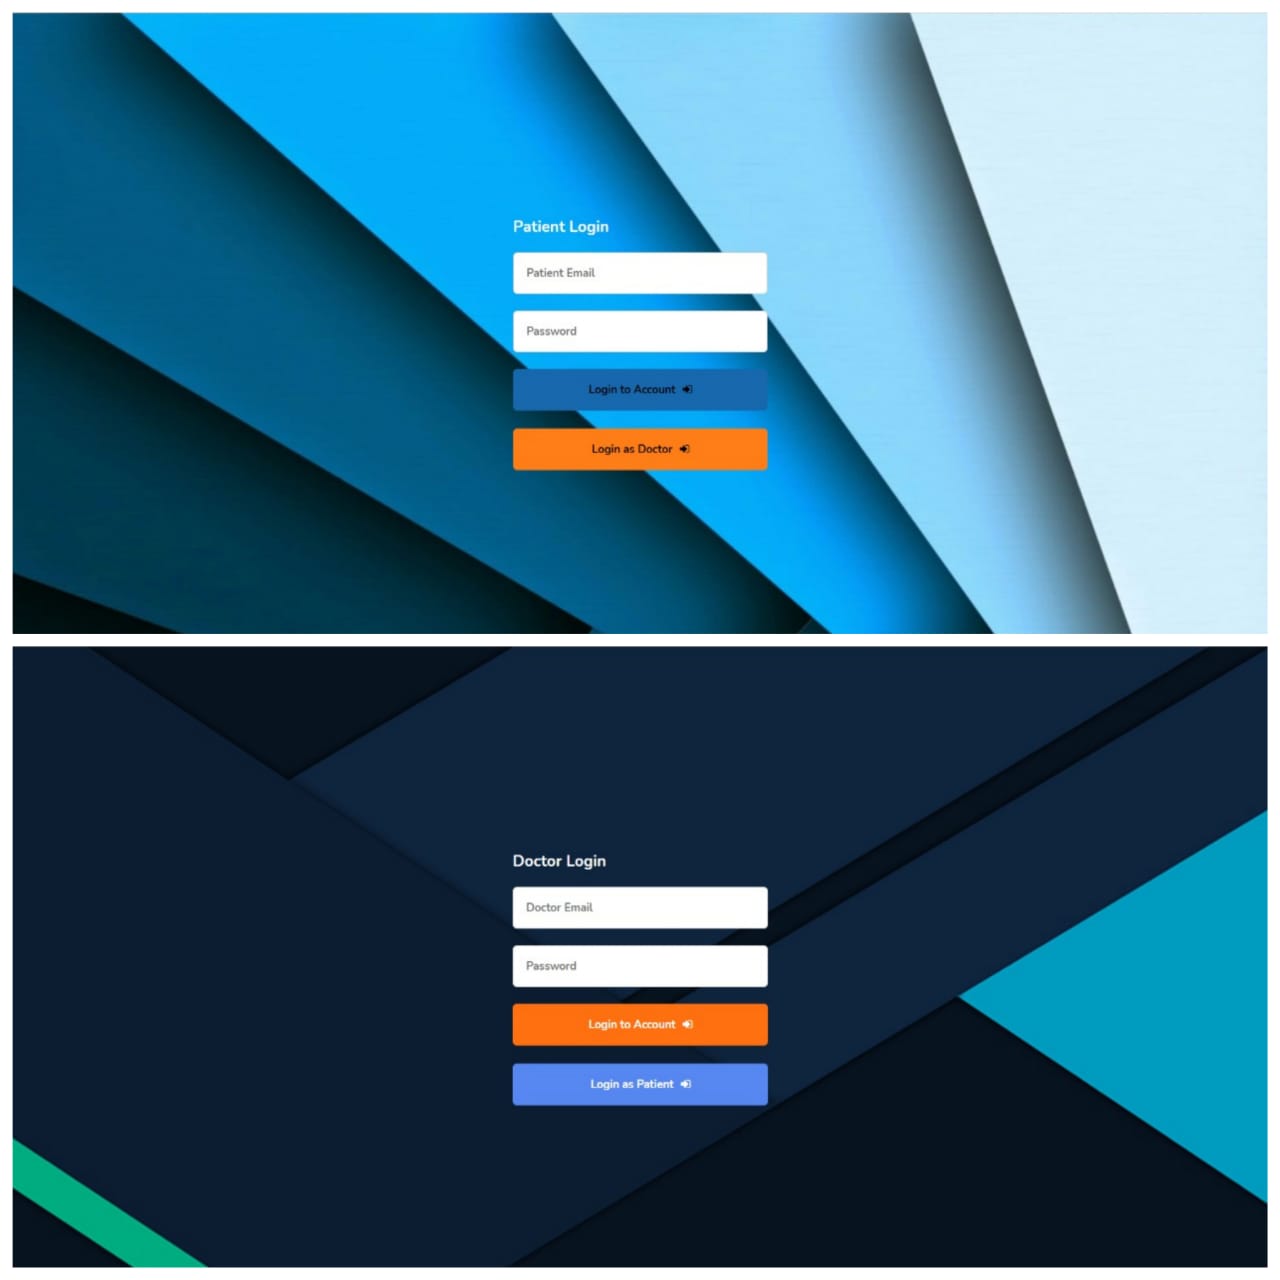 Patient Login
Patient Email
Password
Login to Account
Login as Doctor
Doctor Login
Doctor Email
Password
Login to Account
Login as Patient